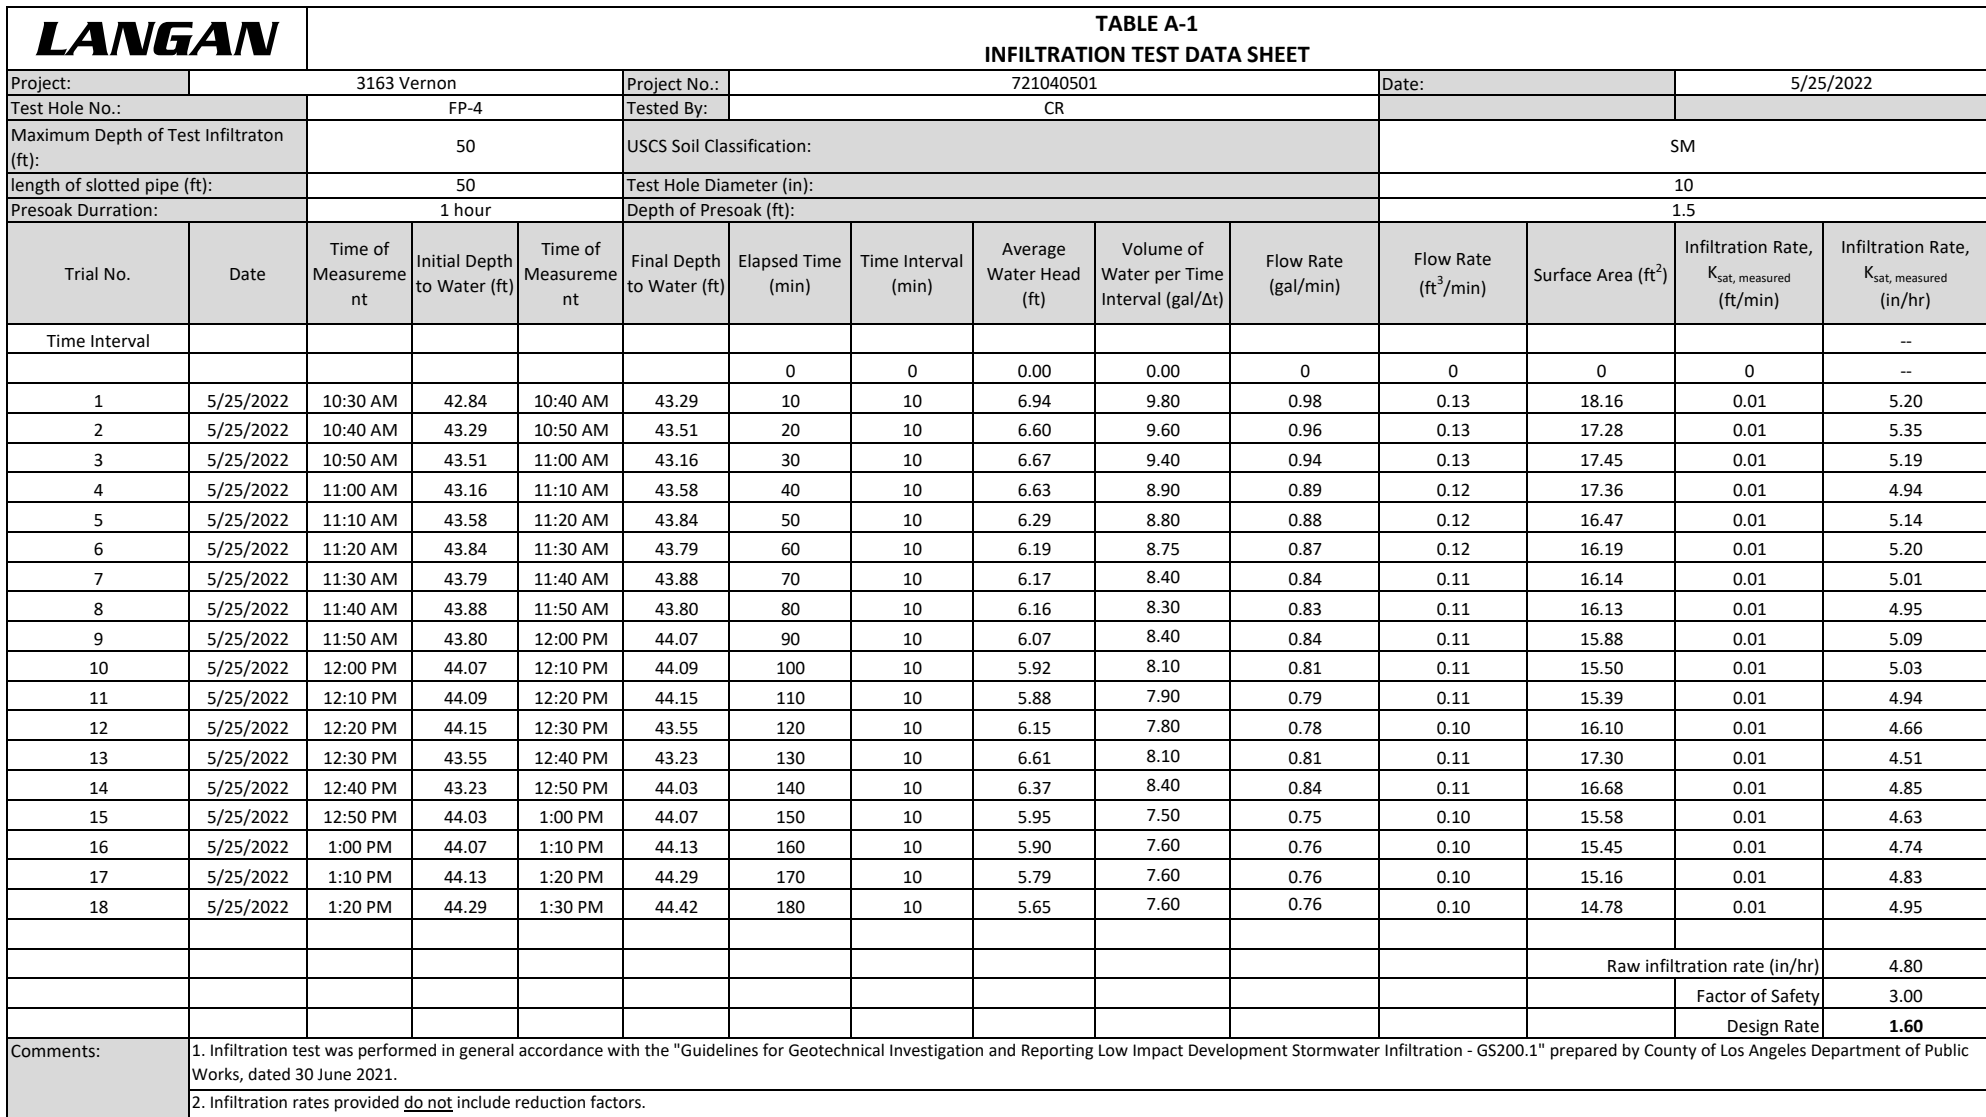 LANGAN
TABLE A-1
INFILTRATION TEST DATA SHEET
Project: 3163 Vernon Project No.: 721040501 Date: 5/25/2022
Test Hole No.: FP-4 Tested By: CR
Maximum Depth of Test Infiltraton
(ft): 50 USCS Soil Classification: SM
length of slotted pipe (ft): 50 Test Hole Diameter (in): 10
Presoak Durration: 1 hour Depth of Presoak (ft): 1.5
Trial No. Date Time of Measureme nt Initial Depth to Water (ft) Time of Measureme nt Final Depth to Water (ft) Elapsed Time (min) Time Interval (min) Average Water Head (ft) Volume of Water per Time Interval (gal/Δt) Flow Rate (gal/min) Flow Rate (ft³/min) Surface Area (ft²) Infiltration Rate, Ksat, measured (ft/min) Infiltration Rate, Ksat, measured (in/hr)
Time Interval --
0 0 0.00 0.00 0 0 0 0 --
1 5/25/2022 10:30 AM 42.84 10:40 AM 43.29 10 10 6.94 9.80 0.98 0.13 18.16 0.01 5.20
2 5/25/2022 10:40 AM 43.29 10:50 AM 43.51 20 10 6.60 9.60 0.96 0.13 17.28 0.01 5.35
3 5/25/2022 10:50 AM 43.51 11:00 AM 43.16 30 10 6.67 9.40 0.94 0.13 17.45 0.01 5.19
4 5/25/2022 11:00 AM 43.16 11:10 AM 43.58 40 10 6.63 8.90 0.89 0.12 17.36 0.01 4.94
5 5/25/2022 11:10 AM 43.58 11:20 AM 43.84 50 10 6.29 8.80 0.88 0.12 16.47 0.01 5.14
6 5/25/2022 11:20 AM 43.84 11:30 AM 43.79 60 10 6.19 8.75 0.87 0.12 16.19 0.01 5.20
7 5/25/2022 11:30 AM 43.79 11:40 AM 43.88 70 10 6.17 8.40 0.84 0.11 16.14 0.01 5.01
8 5/25/2022 11:40 AM 43.88 11:50 AM 43.80 80 10 6.16 8.30 0.83 0.11 16.13 0.01 4.95
9 5/25/2022 11:50 AM 43.80 12:00 PM 44.07 90 10 6.07 8.40 0.84 0.11 15.88 0.01 5.09
10 5/25/2022 12:00 PM 44.07 12:10 PM 44.09 100 10 5.92 8.10 0.81 0.11 15.50 0.01 5.03
11 5/25/2022 12:10 PM 44.09 12:20 PM 44.15 110 10 5.88 7.90 0.79 0.11 15.39 0.01 4.94
12 5/25/2022 12:20 PM 44.15 12:30 PM 43.55 120 10 6.15 7.80 0.78 0.10 16.10 0.01 4.66
13 5/25/2022 12:30 PM 43.55 12:40 PM 43.23 130 10 6.61 8.10 0.81 0.11 17.30 0.01 4.51
14 5/25/2022 12:40 PM 43.23 12:50 PM 44.03 140 10 6.37 8.40 0.84 0.11 16.68 0.01 4.85
15 5/25/2022 12:50 PM 44.03 1:00 PM 44.07 150 10 5.95 7.50 0.75 0.10 15.58 0.01 4.63
16 5/25/2022 1:00 PM 44.07 1:10 PM 44.13 160 10 5.90 7.60 0.76 0.10 15.45 0.01 4.74
17 5/25/2022 1:10 PM 44.13 1:20 PM 44.29 170 10 5.79 7.60 0.76 0.10 15.16 0.01 4.83
18 5/25/2022 1:20 PM 44.29 1:30 PM 44.42 180 10 5.65 7.60 0.76 0.10 14.78 0.01 4.95
Raw infiltration rate (in/hr) 4.80
Factor of Safety 3.00
Design Rate 1.60
Comments: 1. Infiltration test was performed in general accordance with the "Guidelines for Geotechnical Investigation and Reporting Low Impact Development Stormwater Infiltration - GS200.1" prepared by County of Los Angeles Department of Public
Works, dated 30 June 2021.
2. Infiltration rates provided do not include reduction factors.